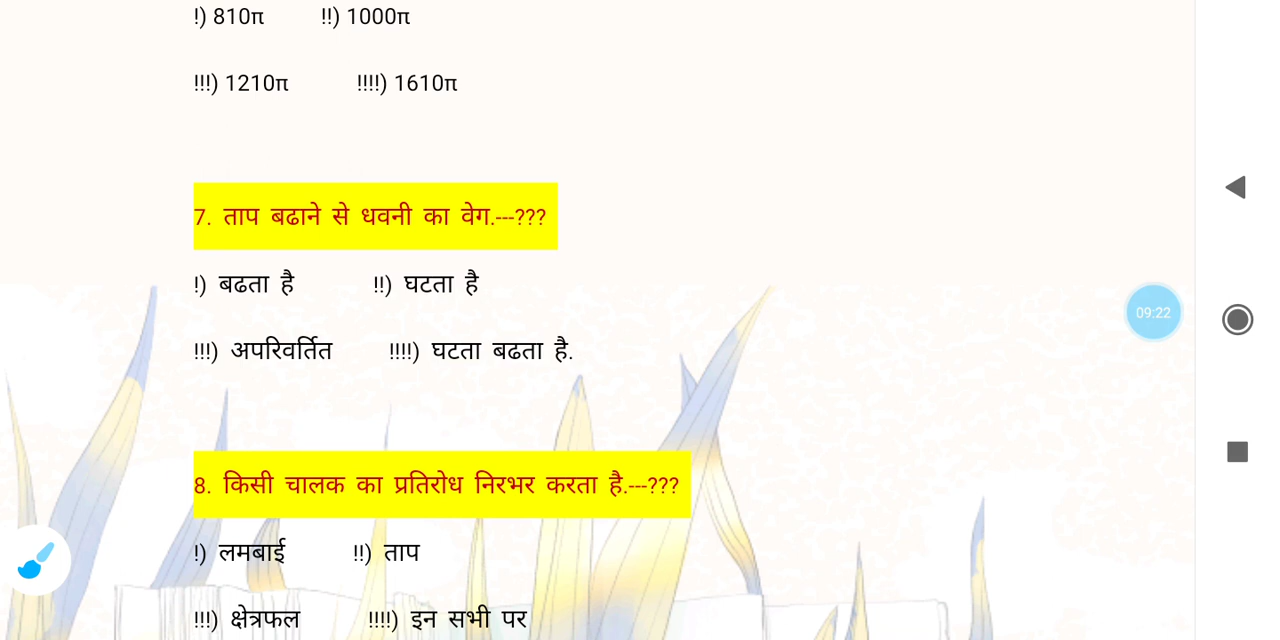 !) 810π !!) 1000π
!!!) 1210π !!!!) 1610π
7. ताप बढाने से धवनी का वेग.---???
!) बढता है !!) घटता है
!!!) अपरिवर्तित !!!!) घटता बढता है.
09:22
8. किसी चालक का प्रतिरोध निरभर करता है.---???
!) लमबाई !!) ताप
!!!) क्षेत्रफल !!!!) इन सभी पर